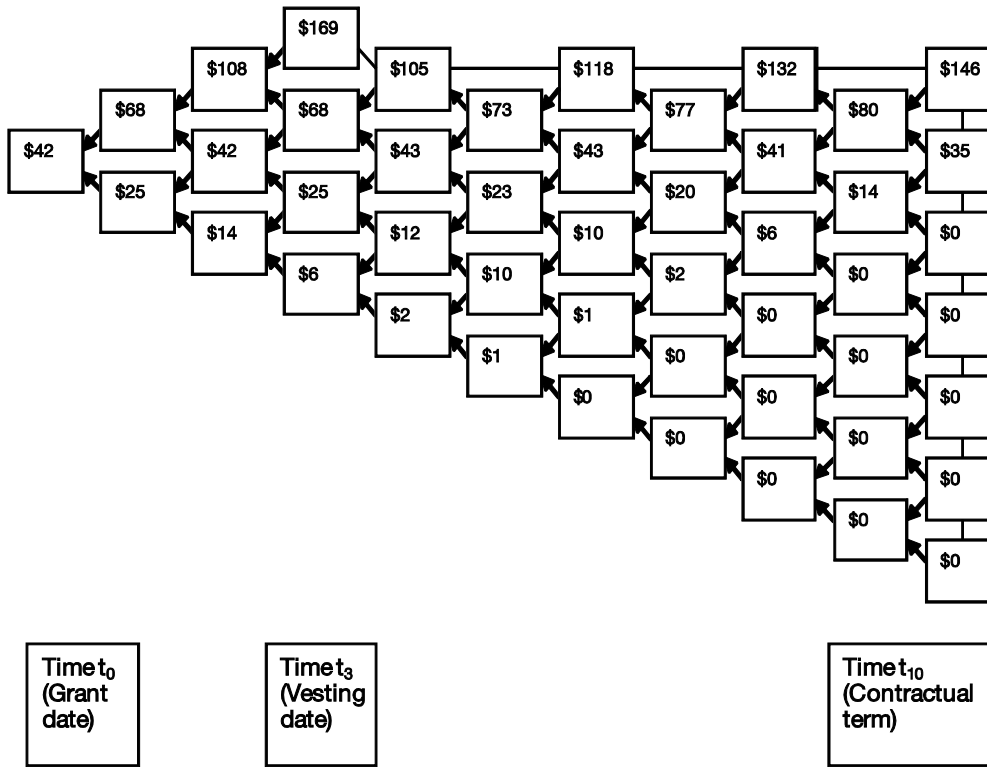 $169
$108 $105 $118 $132 $146
$68 $68 $73 $77 $80
$42 $42 $43 $43 $41 $35
$25 $25 $23 $20 $14
$14 $12 $10 $6 $0
$6 $10 $2 $0
$2 $1 $0 $0
$1 $0 $0
$0 $0 $0
$0 $0
$0 $0
$0
$0
Time t₀ Time t₃ Time t₁₀
(Grant (Vesting (Contractual
date) date) term)